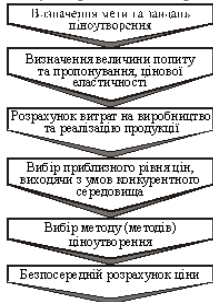 Визначення мети та завдань
ціноутворення
Визначення величини попиту
та пропонування, цінової
еластичності
Розрахунок витрат на виробництво
та реалізацію продукції
Вибір приблизного рівня цін,
виходячи з умов конкурентного
середовища
Вибір методу (методів)
ціноутворення
Безпосередній розрахунок ціни